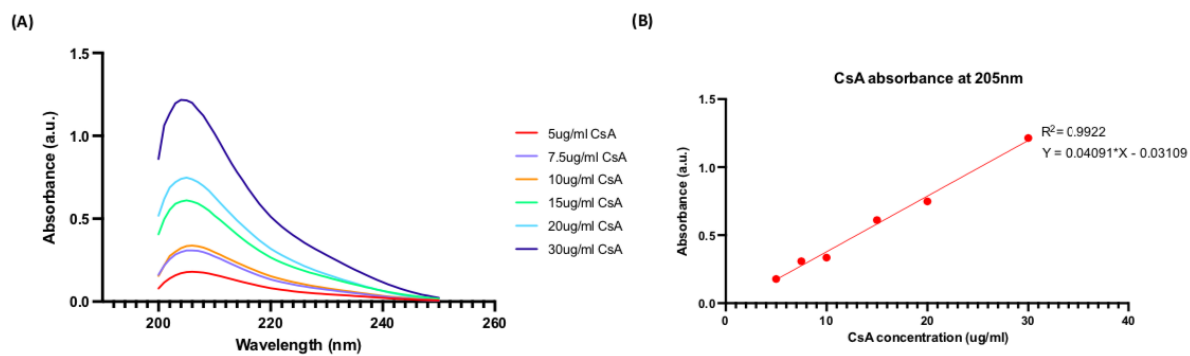 (A)
1.5
1.0
0.5
0.0
Absorbance (a.u.)
200
220
240
260
Wavelength (nm)
5ug/ml CsA
7.5ug/ml CsA
10ug/ml CsA
15ug/ml CsA
20ug/ml CsA
30ug/ml CsA
(B)
CsA absorbance at 205nm
1.5
1.0
0.5
0.0
Absorbance (a.u.)
R²= 0.9922
Y = 0.04091*X - 0.03109
0
10
20
30
40
CsA concentration (ug/ml)